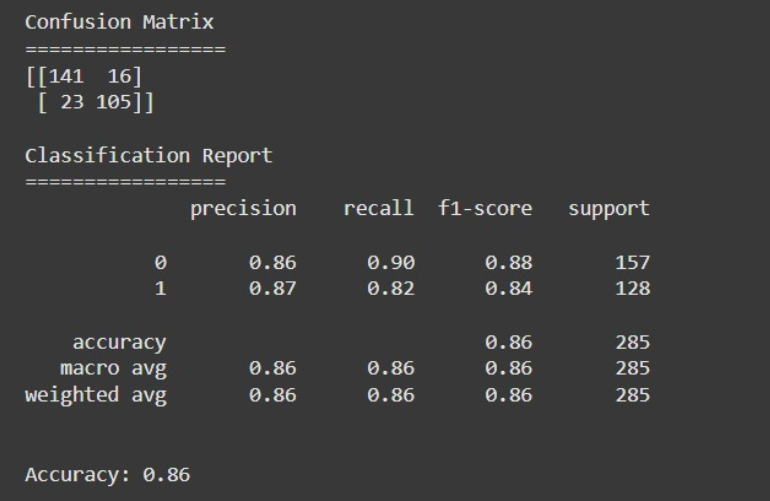 Confusion Matrix
=================
[[141  16]
 [ 23 105]]
Classification Report
=================
              precision    recall  f1-score   support
           0       0.86      0.90      0.88       157
           1       0.87      0.82      0.84       128
    accuracy                           0.86       285
   macro avg       0.86      0.86      0.86       285
weighted avg       0.86      0.86      0.86       285
Accuracy: 0.86